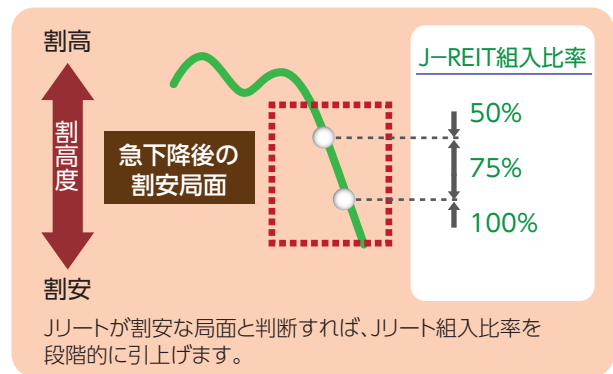 割高
J−REIT組入比率
割高度
急下降後の
割安局面
50%
75%
100%
割安
Jリートが割安な局面と判断すれば、Jリート組入比率を
段階的に引上げます。